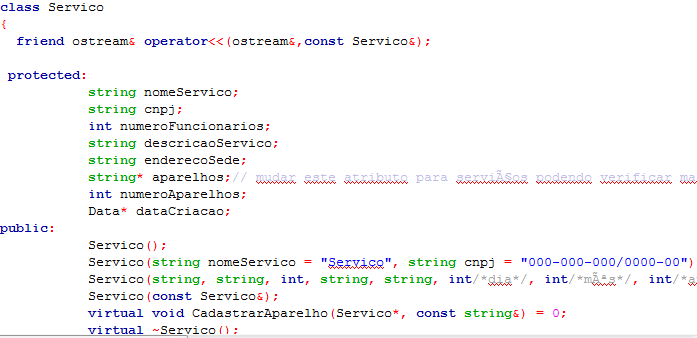 class Servico
{
friend ostream& operator<<(ostream&,const Servico&);
protected:
string nomeServico;
string cnpj;
int numeroFuncionarios;
string descricaoServico;
string enderecoSede;
string* aparelhos;// mudar este atributo para serviÃ§os podendo verificar ma
int numeroAparelhos;
Data* dataCriacao;
public:
Servico();
Servico(string nomeServico = "Servico", string cnpj = "000-000-000/0000-00")
Servico(string, string, int, string, string, int/*dia*/, int/*mÃªs*/, int/*a
Servico(const Servico&);
virtual void CadastrarAparelho(Servico*, const string&) = 0;
virtual ~Servico();